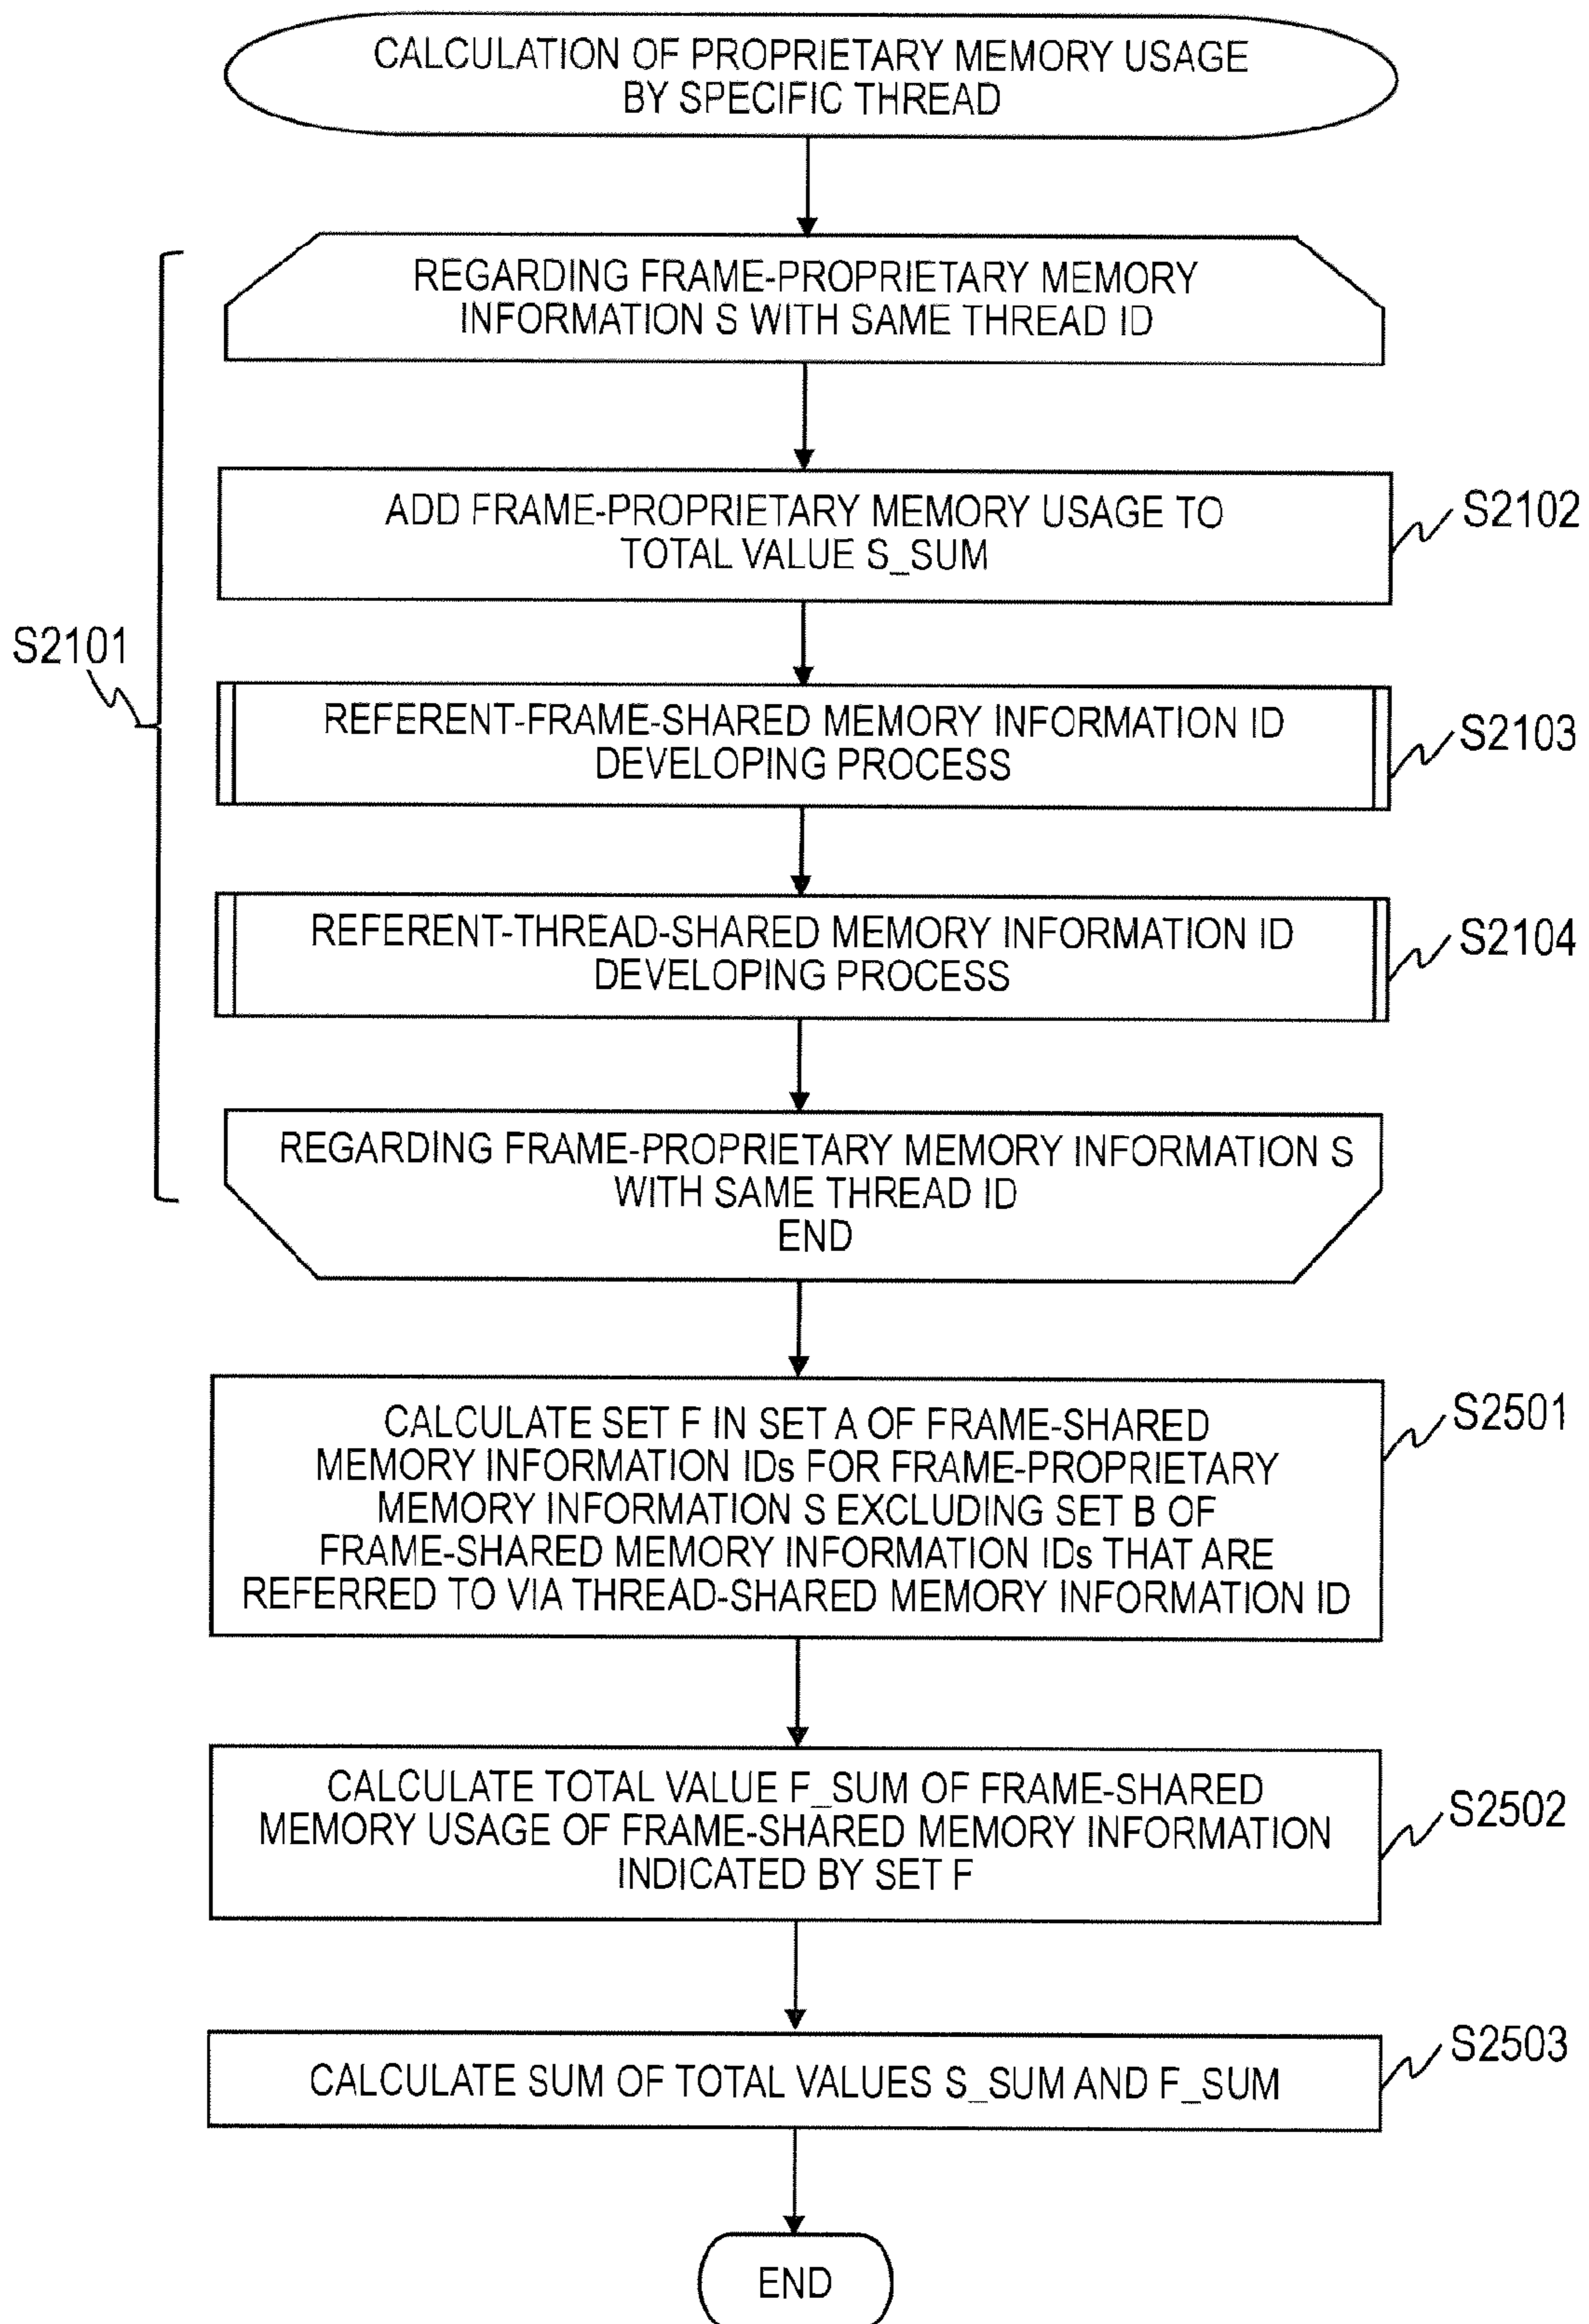 CALCULATION OF PROPRIETARY MEMORY USAGE
BY SPECIFIC THREAD
REGARDING FRAME-PROPRIETARY MEMORY
INFORMATION S WITH SAME THREAD ID
ADD FRAME-PROPRIETARY MEMORY USAGE TO
TOTAL VALUE S_SUM
S2102
S2101
REFERENT-FRAME-SHARED MEMORY INFORMATION ID
DEVELOPING PROCESS
S2103
REFERENT-THREAD-SHARED MEMORY INFORMATION ID
DEVELOPING PROCESS
S2104
REGARDING FRAME-PROPRIETARY MEMORY INFORMATION S
WITH SAME THREAD ID
END
CALCULATE SET F IN SET A OF FRAME-SHARED
MEMORY INFORMATION IDs FOR FRAME-PROPRIETARY
MEMORY INFORMATION S EXCLUDING SET B OF
FRAME-SHARED MEMORY INFORMATION IDs THAT ARE
REFERRED TO VIA THREAD-SHARED MEMORY INFORMATION ID
S2501
CALCULATE TOTAL VALUE F_SUM OF FRAME-SHARED
MEMORY USAGE OF FRAME-SHARED MEMORY INFORMATION
INDICATED BY SET F
S2502
CALCULATE SUM OF TOTAL VALUES S_SUM AND F_SUM
S2503
END